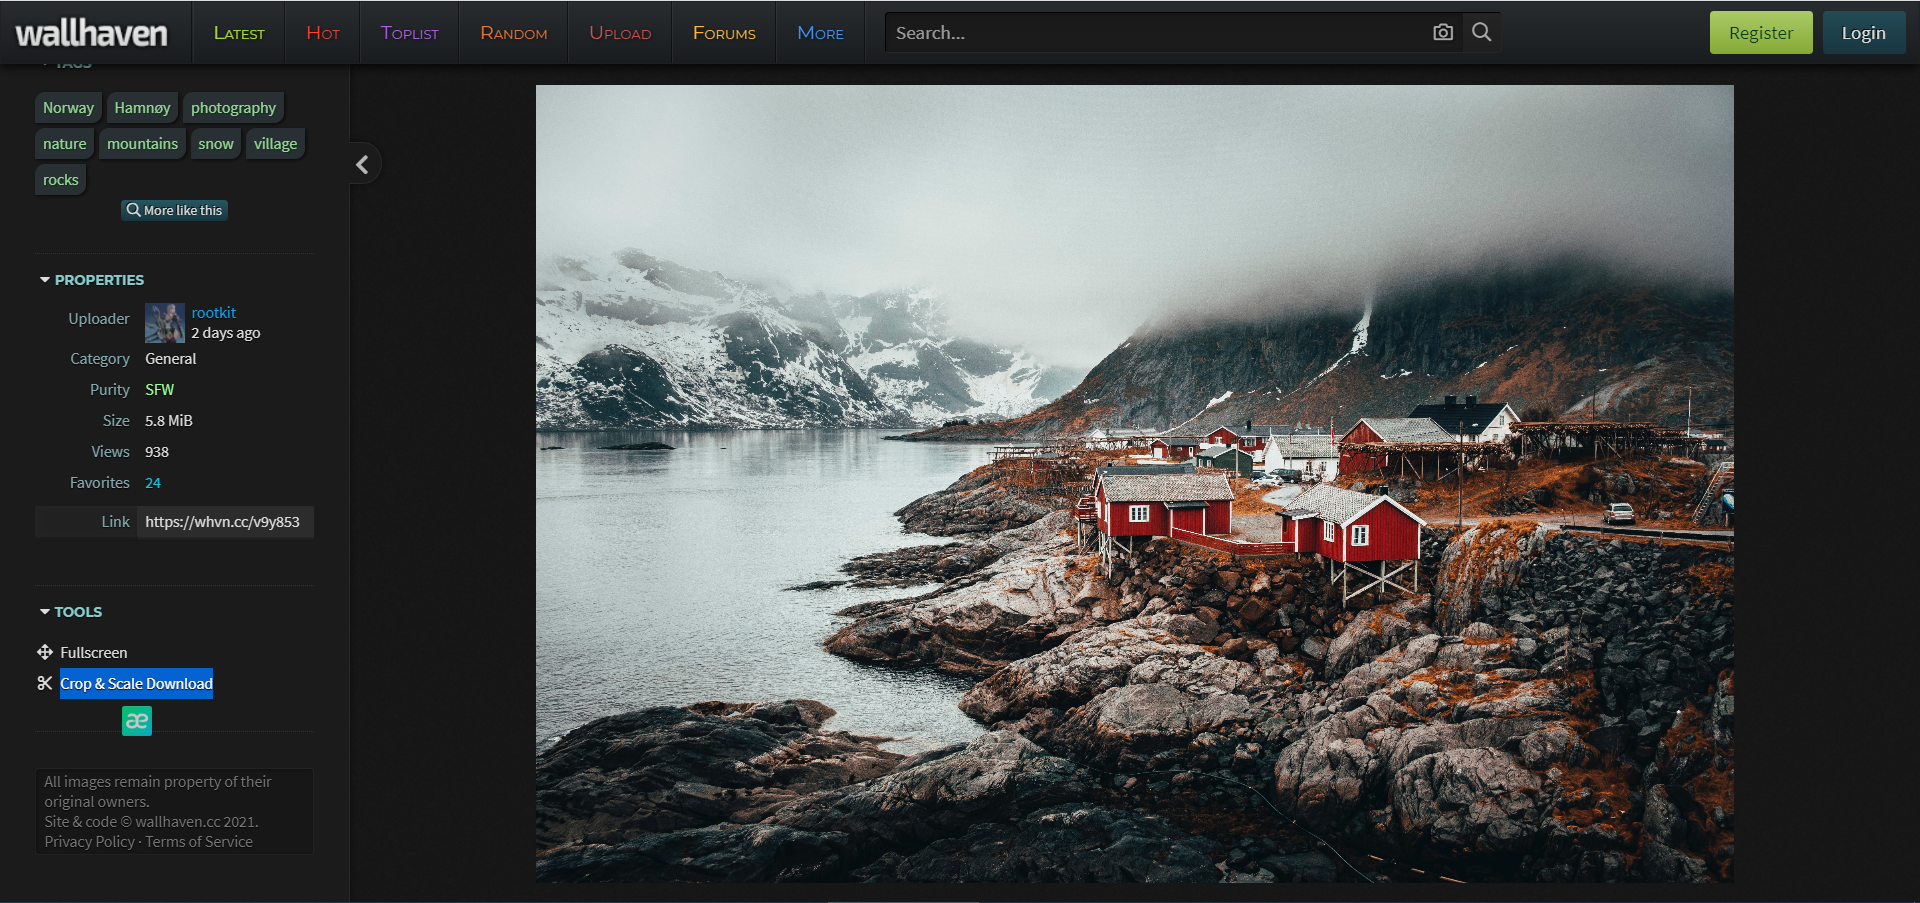 wallhaven Latest Hot Toplist Random Upload Forums More Search... Register Login
TAGS
Norway Hamnøy photography
nature mountains snow village
rocks
More like this
PROPERTIES
Uploader rootkit
2 days ago
Category General
Purity SFW
Size 5.8 MiB
Views 938
Favorites 24
Link https://whvn.cc/v9y853
TOOLS
Fullscreen
Crop & Scale Download
æ
All images remain property of their
original owners.
Site & code © wallhaven.cc 2021.
Privacy Policy · Terms of Service